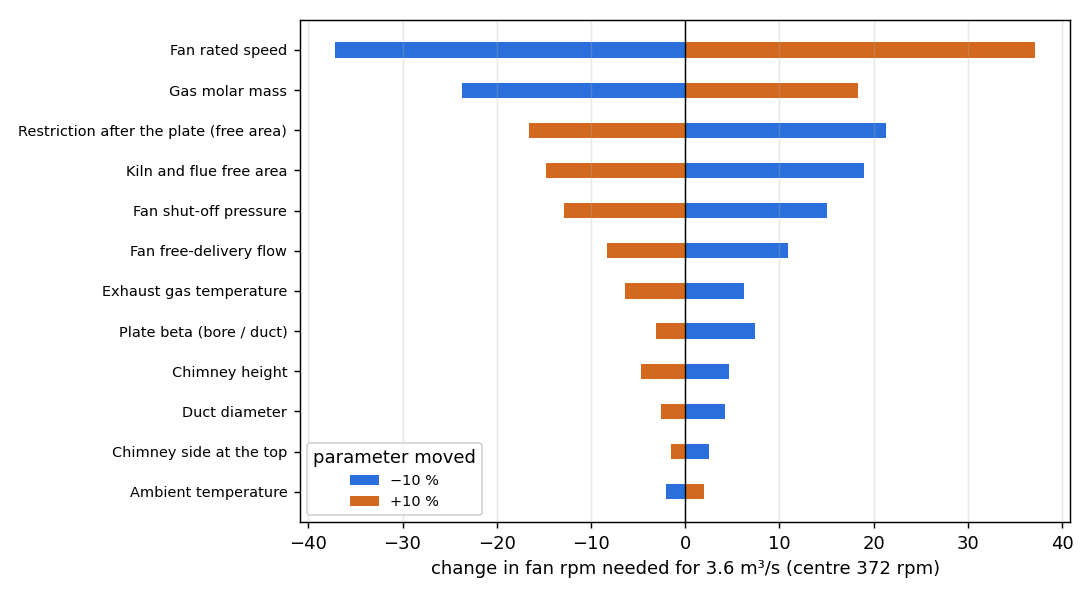 Fan rated speed
Gas molar mass
Restriction after the plate (free area)
Kiln and flue free area
Fan shut-off pressure
Fan free-delivery flow
Exhaust gas temperature
Plate beta (bore / duct)
Chimney height
Duct diameter
Chimney side at the top
Ambient temperature
parameter moved
−10 %
+10 %
−40 −30 −20 −10 0 10 20 30 40
change in fan rpm needed for 3.6 m³/s (centre 372 rpm)